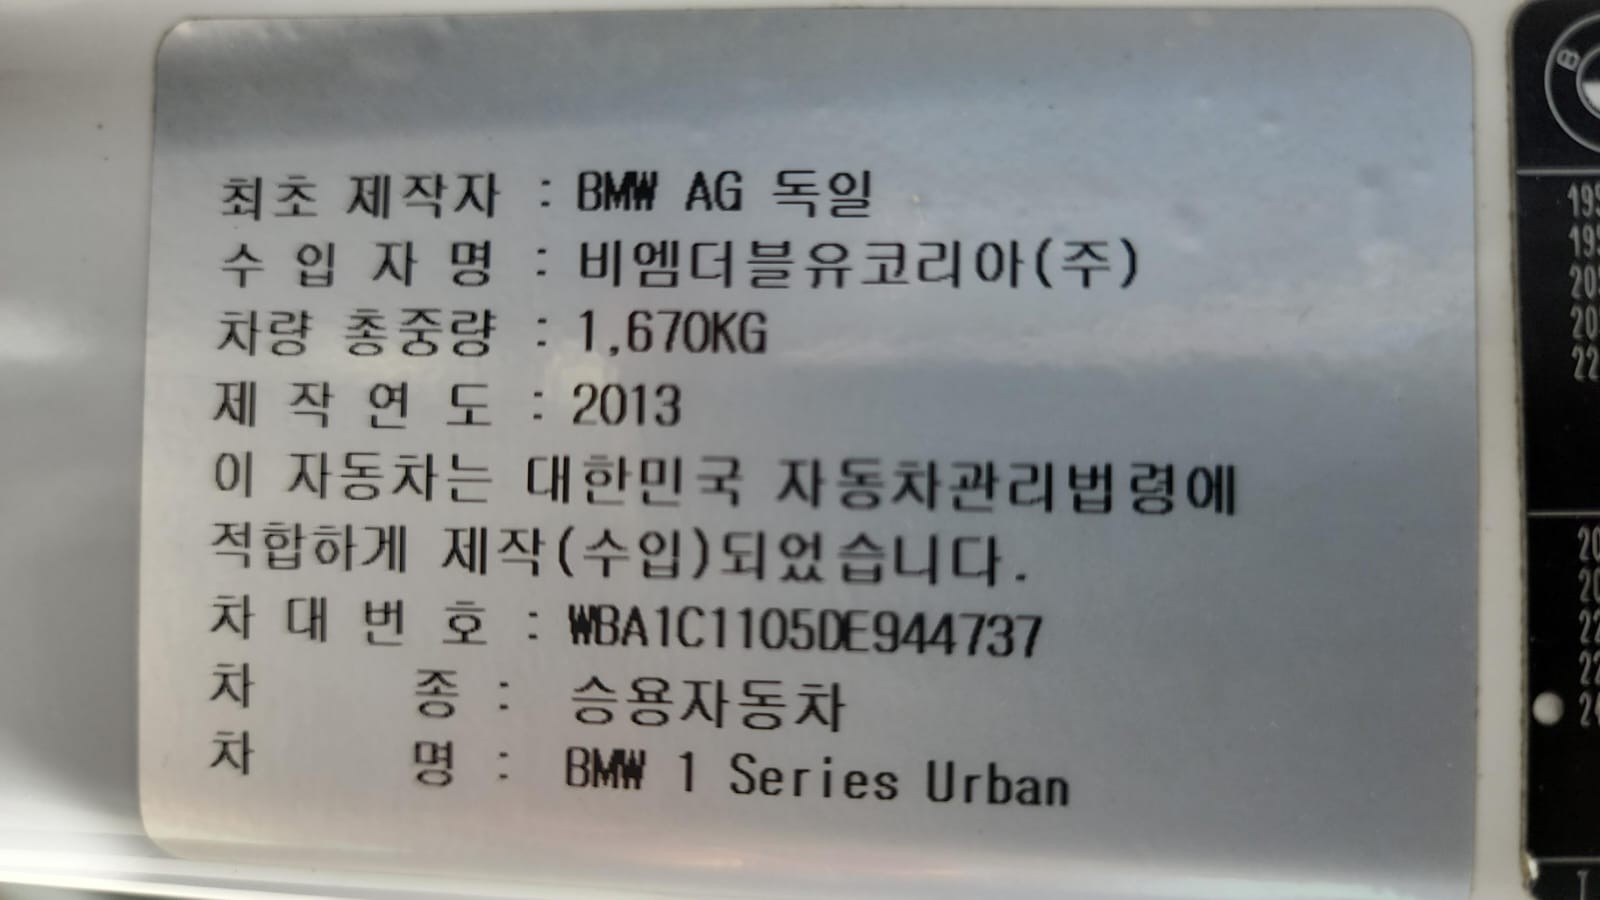 최초 제작자 : BMW AG 독일
수 입 자 명 : 비엠더블유코리아(주)
차량 총중량 : 1,670KG
제 작 연 도 : 2013
이 자동차는 대한민국 자동차관리법령에
적합하게 제작(수입)되었습니다.
차 대 번 호 : WBA1C1105DE944737
차 종 : 승용자동차
차 명 : BMW 1 Series Urban